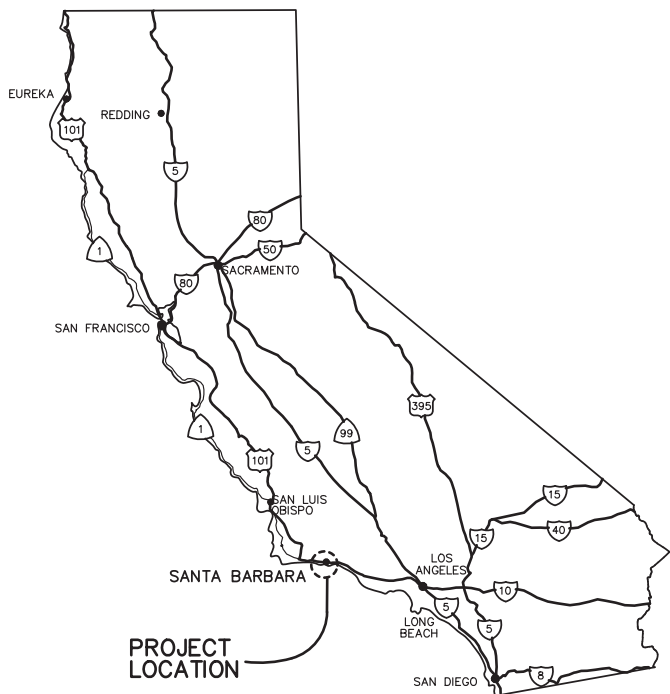 EUREKA
REDDING
101
5
80
50
1
SACRAMENTO
80
SAN FRANCISCO
395
1
99
5
101
15
SAN LUIS
OBISPO
40
15
LOS
ANGELES
SANTA BARBARA
10
5
LONG
BEACH
5
PROJECT
LOCATION
SAN DIEGO
8